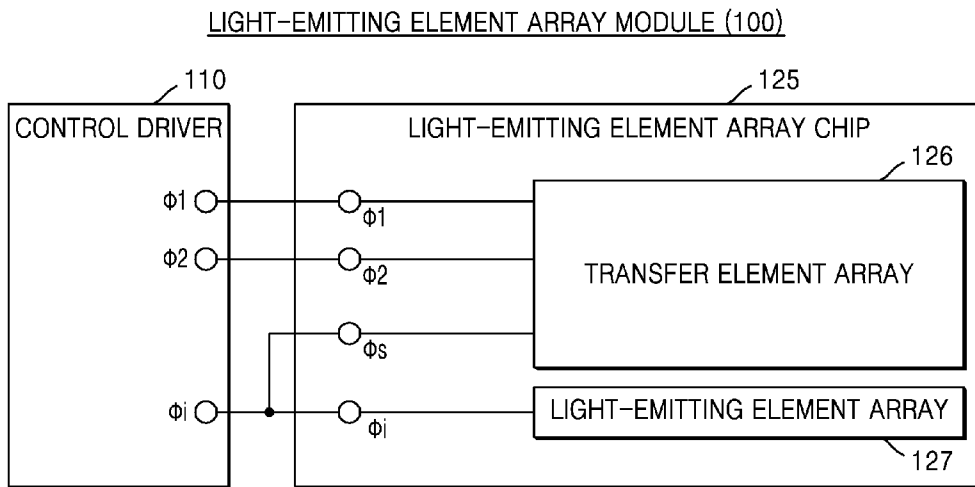 LIGHT-EMITTING ELEMENT ARRAY MODULE (100)
110
125
CONTROL DRIVER
LIGHT-EMITTING ELEMENT ARRAY CHIP
126
Φ1
Φ1
Φ2
Φ2
TRANSFER ELEMENT ARRAY
Φs
Φi
Φi
LIGHT-EMITTING ELEMENT ARRAY
127